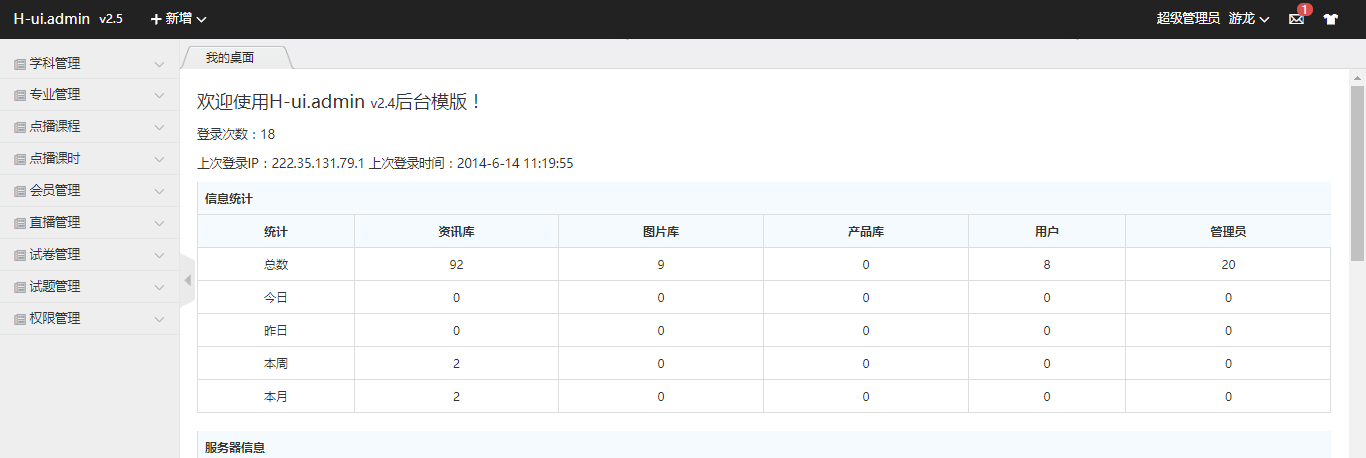 H-ui.admin v2.5 新增 超级管理员 游龙 1
我的桌面
学科管理
专业管理
点播课程
点播课时
会员管理
直播管理
试卷管理
试题管理
权限管理
欢迎使用H-ui.admin v2.4后台模版！
登录次数：18
上次登录IP：222.35.131.79.1 上次登录时间：2014-6-14 11:19:55
信息统计
统计 资讯库 图片库 产品库 用户 管理员
总数 92 9 0 8 20
今日 0 0 0 0 0
昨日 0 0 0 0 0
本周 2 0 0 0 0
本月 2 0 0 0 0
服务器信息